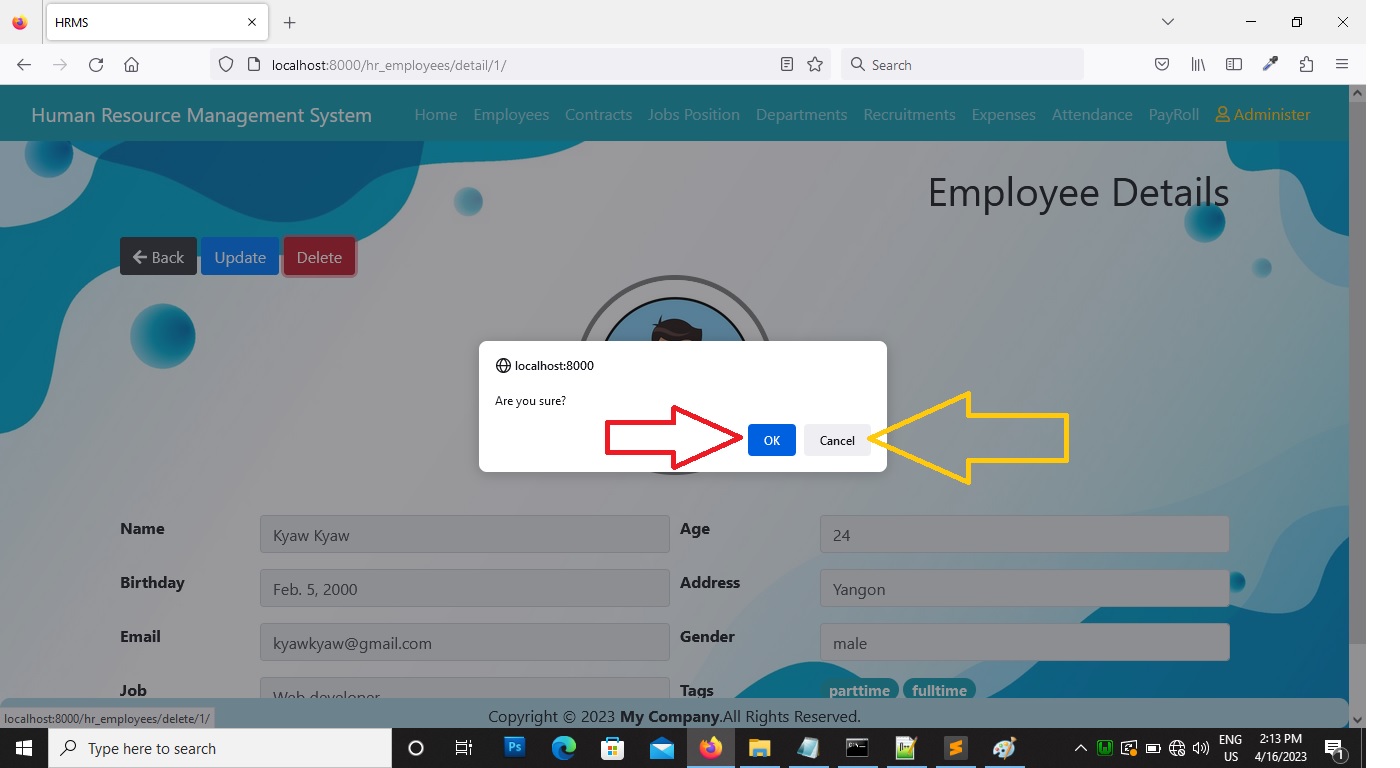 HRMS
localhost:8000/hr_employees/detail/1/
Search
Human Resource Management System Home Employees Contracts Jobs Position Departments Recruitments Expenses Attendance PayRoll Administer
Employee Details
Back Update Delete
localhost:8000
Are you sure?
OK Cancel
Name Kyaw Kyaw Age 24
Birthday Feb. 5, 2000 Address Yangon
Email kyawkyaw@gmail.com Gender male
Job Web developer Tags parttime fulltime
Copyright © 2023 My Company.All Rights Reserved.
localhost:8000/hr_employees/delete/1/
Type here to search
Ps
ENG
US
2:13 PM
4/16/2023
1